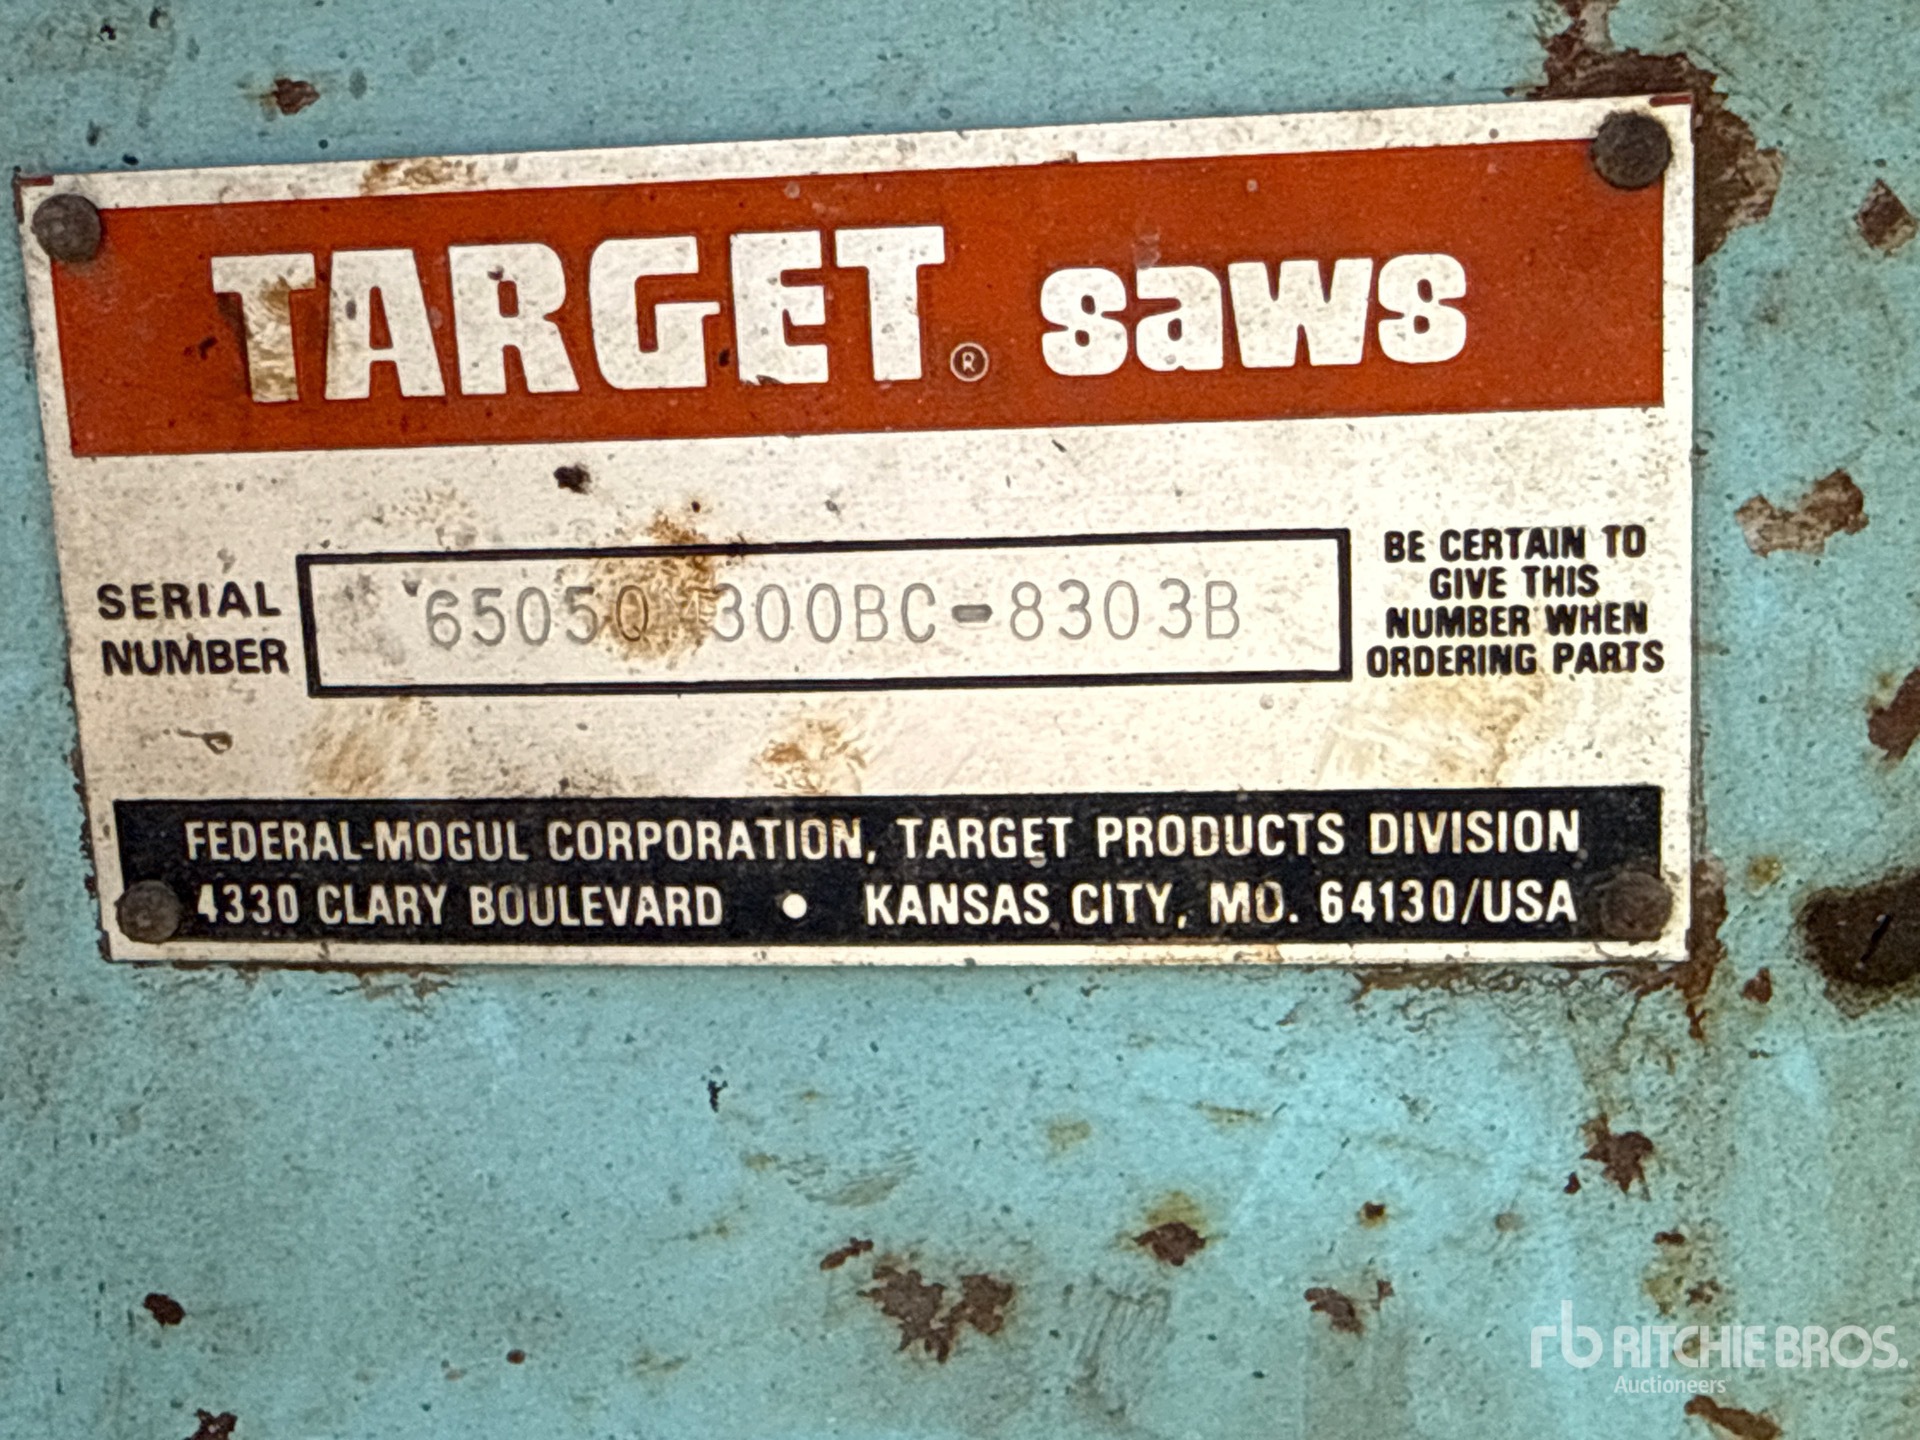 TARGET® saws
SERIAL
NUMBER
300BC-8303B
BE CERTAIN TO
GIVE THIS
NUMBER WHEN
ORDERING PARTS
FEDERAL-MOGUL CORPORATION, TARGET PRODUCTS DIVISION
4330 CLARY BOULEVARD • KANSAS CITY, MO. 64130/USA
rb RITCHIE BROS.
Auctioneers